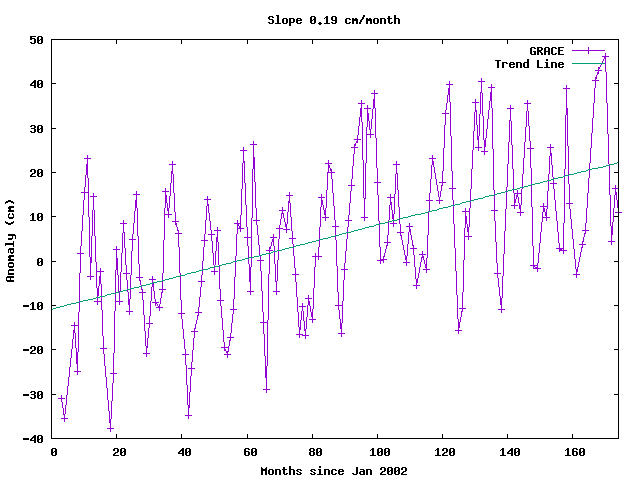 Slope 0.19 cm/month
GRACE
Trend Line
50
40
30
20
10
0
-10
-20
-30
-40
Anomaly (cm)
0 20 40 60 80 100 120 140 160
Months since Jan 2002